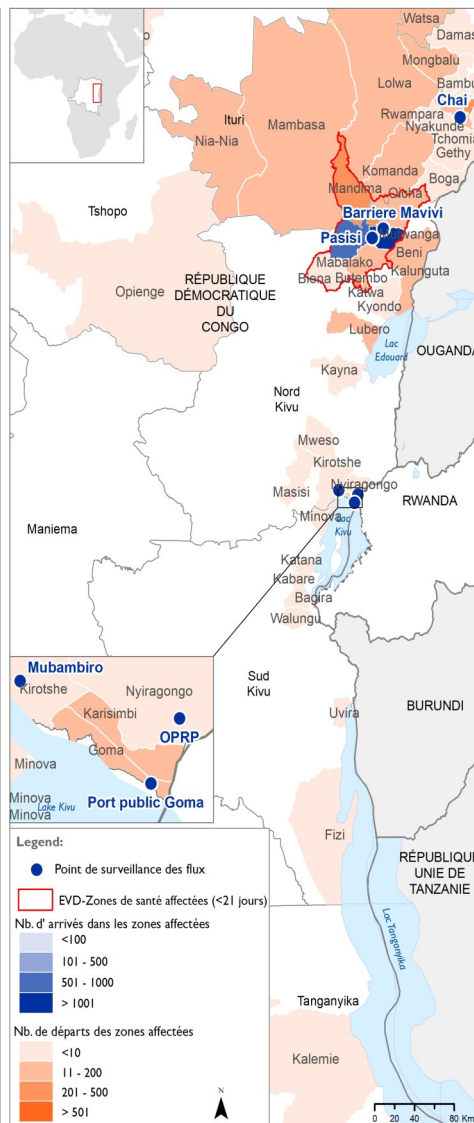 Watsa
Damas
Mongbalu
Bambu
Lolwa
Chai
Rwampara
Nyakunde
Tchomia
Gethy
Ituri
Mambasa
Nia-Nia
Komanda
Boga
Mandima
Oicha
Tshopo
Barriere Mavivi
Pasisi
Mutwanga
Beni
Mabalako
Kalunguta
Biena
Butembo
Katwa
Kyondo
Opienge
RÉPUBLIQUE
DÉMOCRATIQUE
DU
CONGO
Lubero
Lac
Edouard
OUGANDA
Kayna
Nord
Kivu
Mweso
Kirotshe
Masisi
Nyiragongo
RWANDA
Minova
Lac
Kivu
Maniema
Katana
Kabare
Bagira
Walungu
Sud
Kivu
Uvira
BURUNDI
Mubambiro
Kirotshe
Nyiragongo
Karisimbi
OPRP
Goma
Minova
Port public Goma
Minova
Minova
Lake Kivu
Fizi
RÉPUBLIQUE
UNIE DE
TANZANIE
Lac Tanganyika
Tanganyika
Kalemie
Legend:
Point de surveillance des flux
EVD-Zones de santé affectées (<21 jours)
Nb. d' arrivés dans les zones affectées
<100
101 - 500
501 - 1000
> 1001
Nb. de départs des zones affectées
<10
11 - 200
201 - 500
> 501
N
0 20 40 80 Km